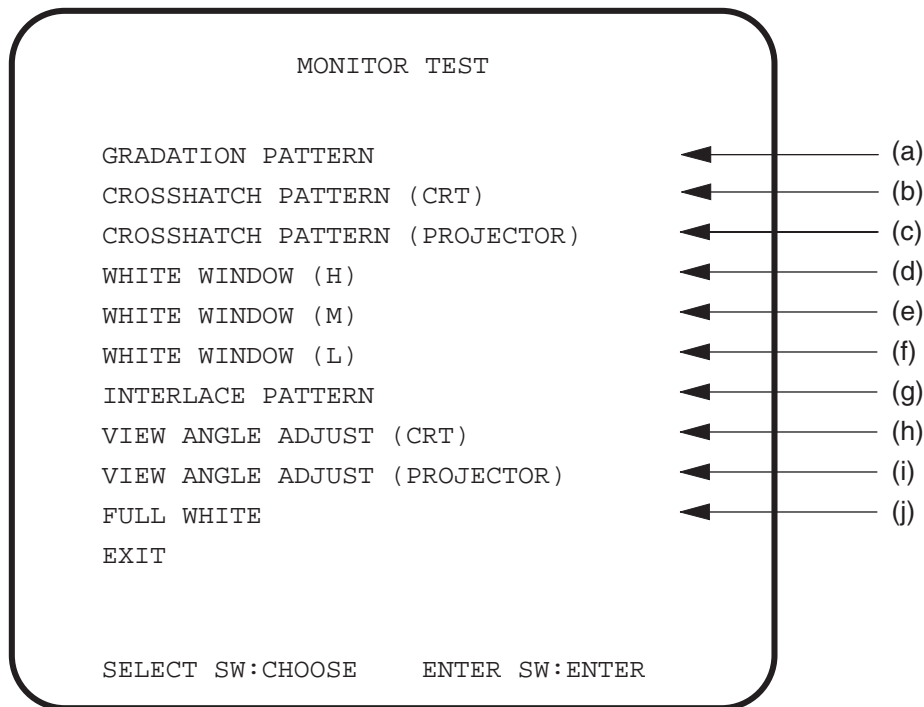 MONITOR TEST
GRADATION PATTERN (a)
CROSSHATCH PATTERN (CRT) (b)
CROSSHATCH PATTERN (PROJECTOR) (c)
WHITE WINDOW (H) (d)
WHITE WINDOW (M) (e)
WHITE WINDOW (L) (f)
INTERLACE PATTERN (g)
VIEW ANGLE ADJUST (CRT) (h)
VIEW ANGLE ADJUST (PROJECTOR) (i)
FULL WHITE (j)
EXIT
SELECT SW:CHOOSE ENTER SW:ENTER